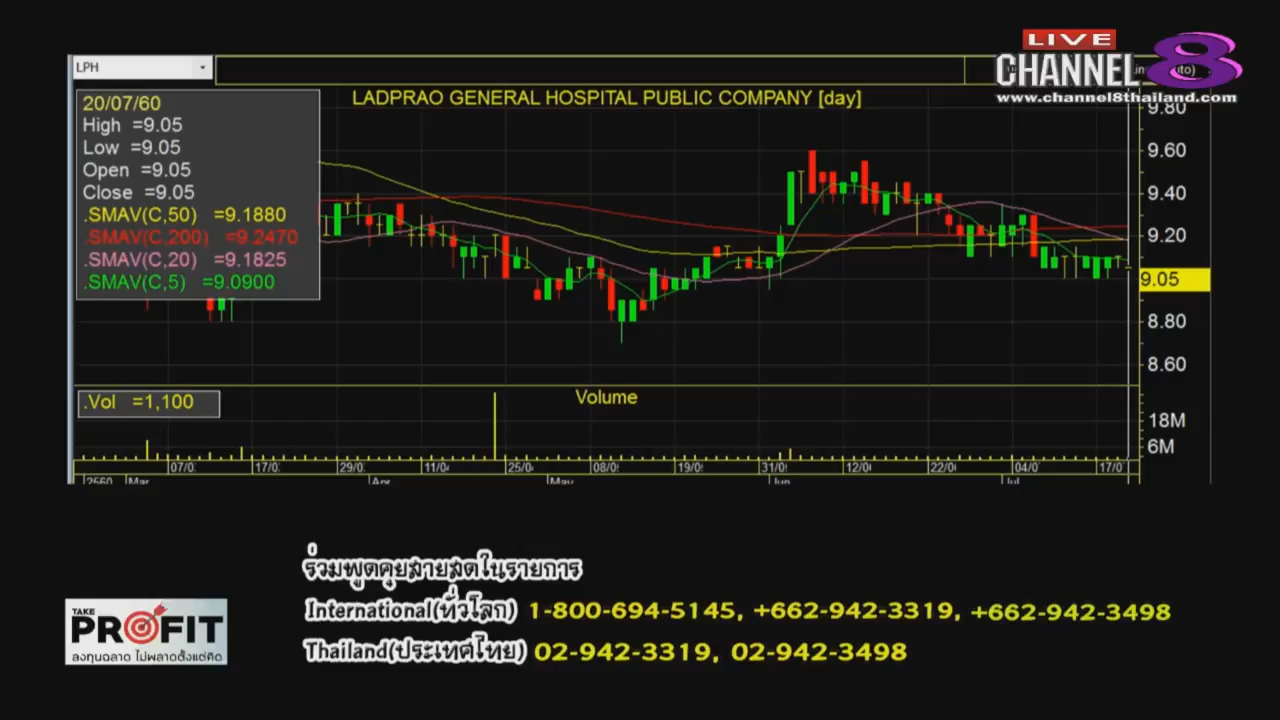 LIVE
CHANNEL 8
www.channel8thailand.com
LPH
LADPRAO GENERAL HOSPITAL PUBLIC COMPANY [day]
20/07/60
High =9.05
Low =9.05
Open =9.05
Close =9.05
.SMAV(C,50) =9.1880
.SMAV(C,200) =9.2470
.SMAV(C,20) =9.1825
.SMAV(C,5) =9.0900
9.80
9.60
9.40
9.20
9.05
8.80
8.60
.Vol =1,100
Volume
18M
6M
07/0 17/0 29/0 11/0 25/0 08/0 19/0 31/0 12/0 22/0 04/0 17/0
2560 Mar Apr May Jun Jul
ร่วมพูดคุยสายสดในรายการ
International(ทั่วโลก) 1-800-694-5145, +662-942-3319, +662-942-3498
Thailand(ประเทศไทย) 02-942-3319, 02-942-3498
TAKE
PROFIT
ลงทุนฉลาด ไม่พลาดตั้งแต่คิด